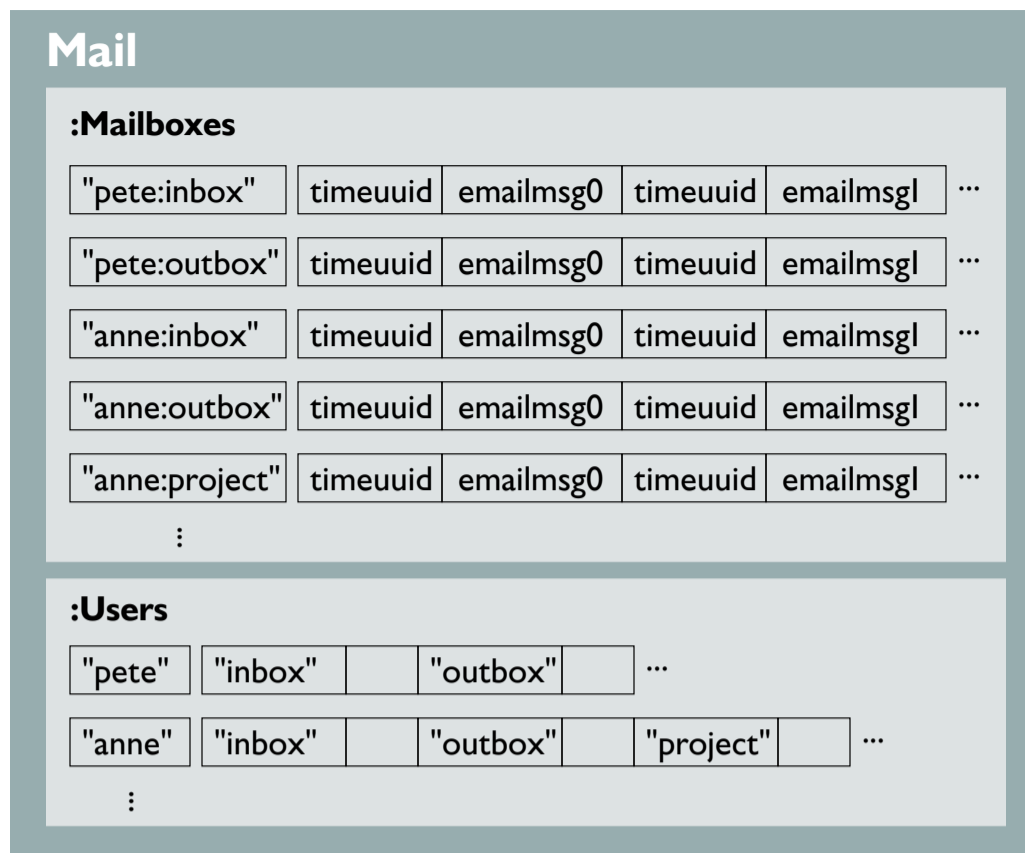 Mail
:Mailboxes
"pete:inbox" timeuuid emailmsg0 timeuuid emailmsg1 ...
"pete:outbox" timeuuid emailmsg0 timeuuid emailmsg1 ...
"anne:inbox" timeuuid emailmsg0 timeuuid emailmsg1 ...
"anne:outbox" timeuuid emailmsg0 timeuuid emailmsg1 ...
"anne:project" timeuuid emailmsg0 timeuuid emailmsg1 ...
⋮
:Users
"pete" "inbox" "outbox" ...
"anne" "inbox" "outbox" "project" ...
⋮